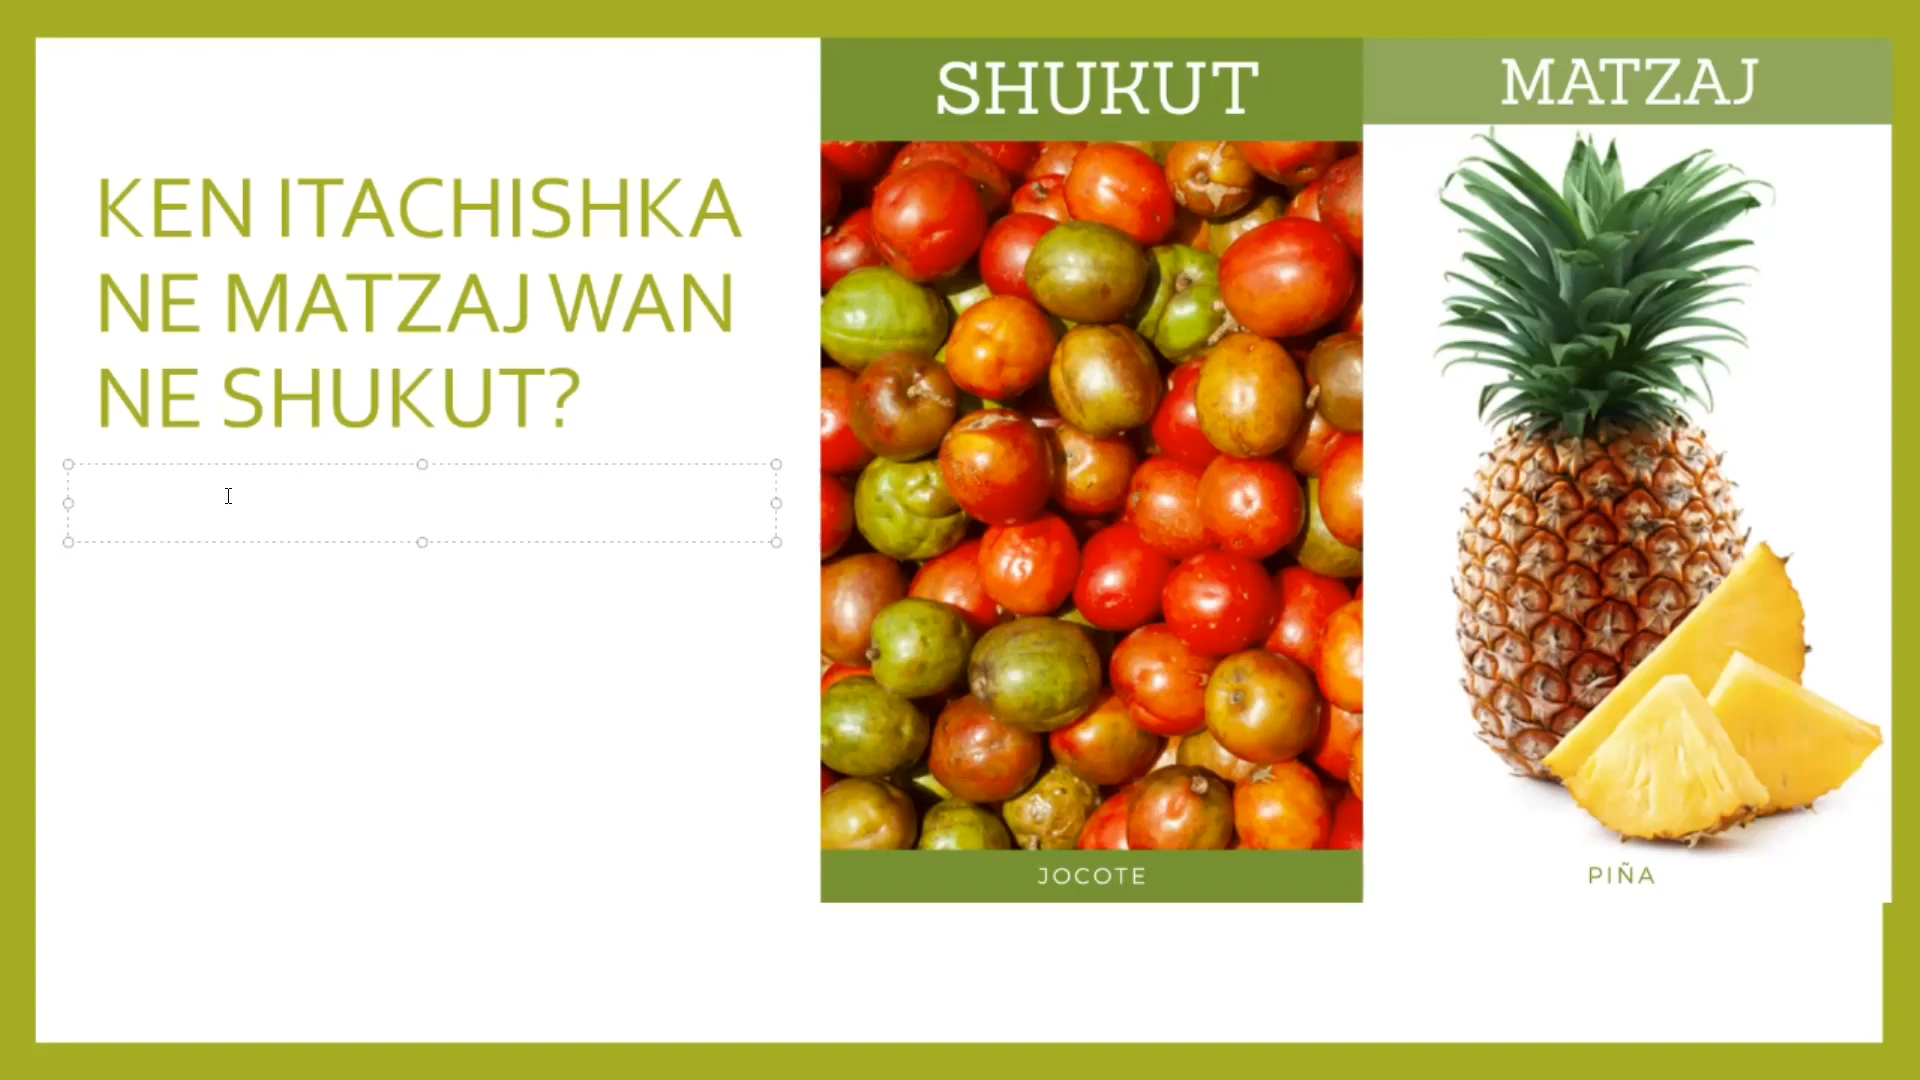 KEN ITACHISHKA
NE MATZAJ WAN
NE SHUKUT?
SHUKUT
JOCOTE
MATZAJ
PIÑA